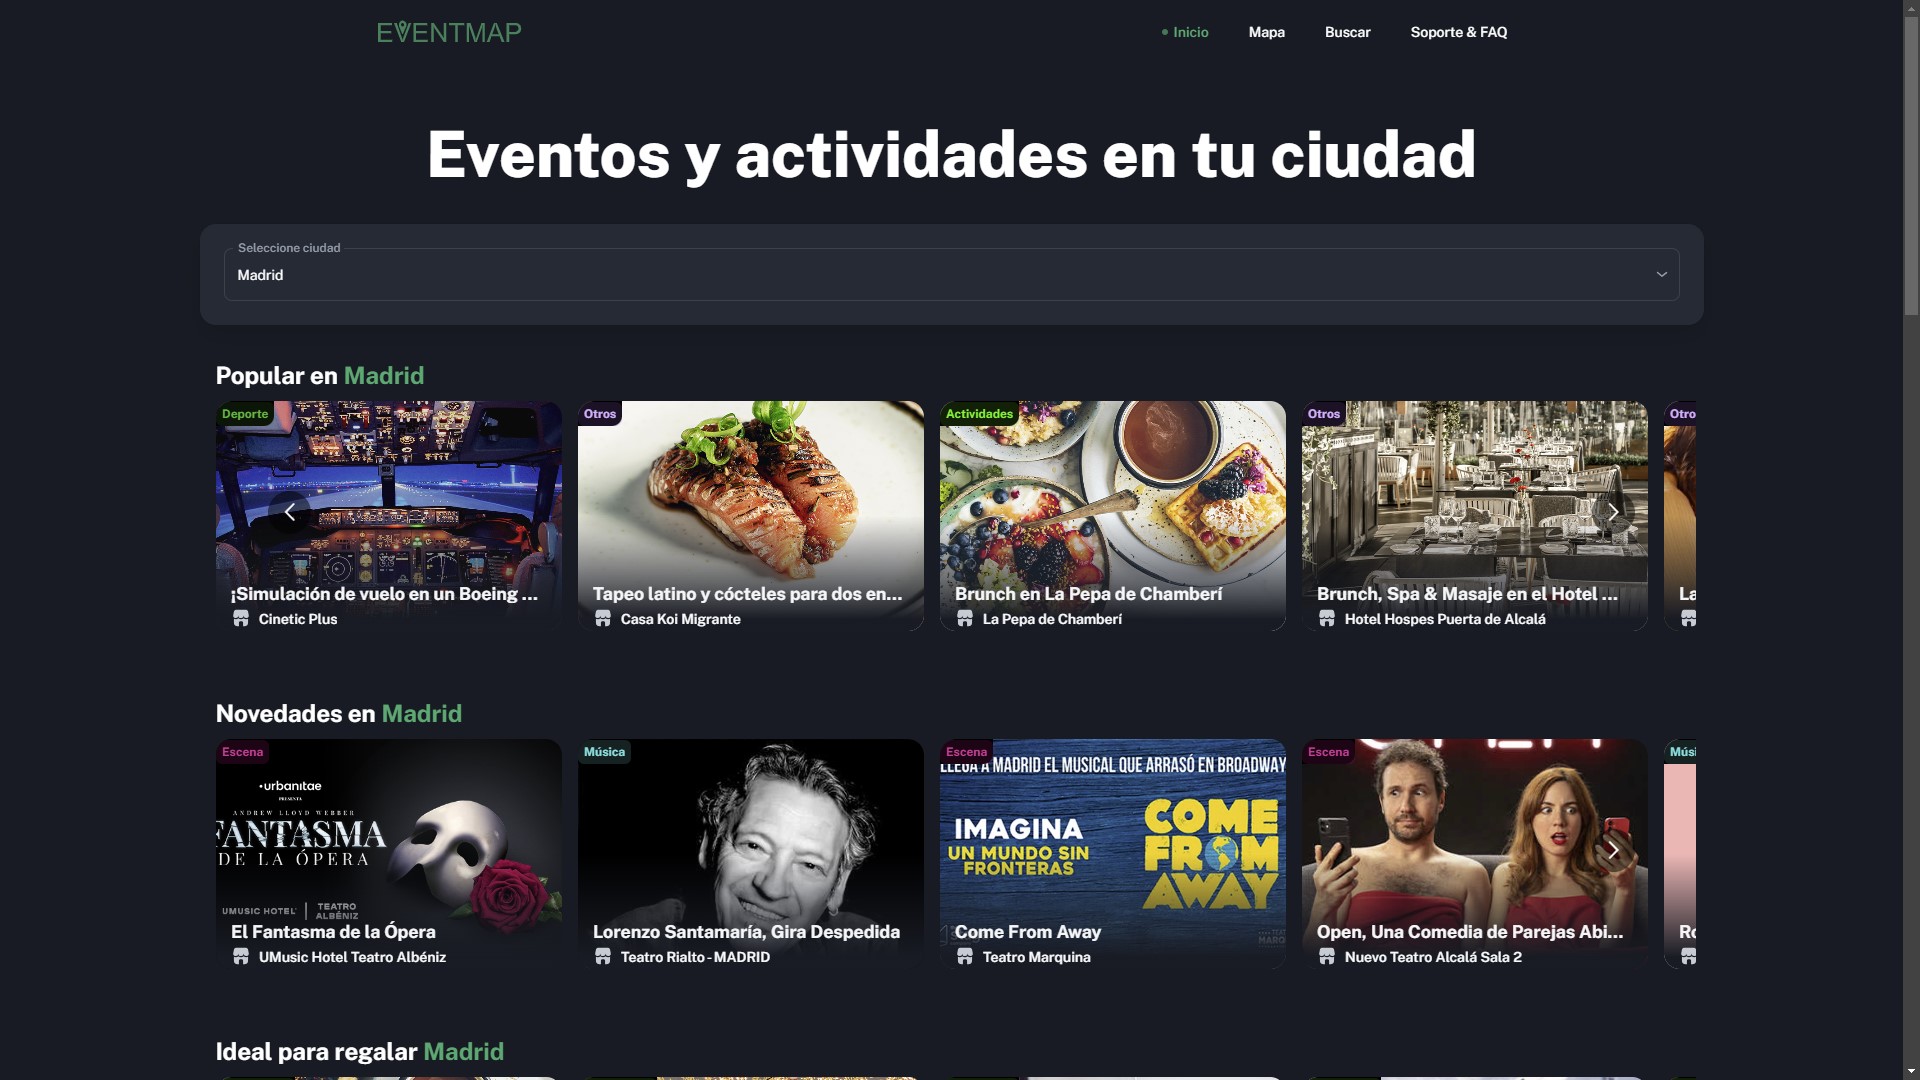 EVENTMAP
Inicio
Mapa
Buscar
Soporte & FAQ
Eventos y actividades en tu ciudad
Seleccione ciudad
Madrid
Popular en Madrid
Deporte
¡Simulación de vuelo en un Boeing ...
Cinetic Plus
Otros
Tapeo latino y cócteles para dos en...
Casa Koi Migrante
Actividades
Brunch en La Pepa de Chamberí
La Pepa de Chamberí
Otros
Brunch, Spa & Masaje en el Hotel ...
Hotel Hospes Puerta de Alcalá
Otro
La
Novedades en Madrid
Escena
urbanitae
PRESENTA
ANDREW LLOYD WEBBER
FANTASMA
DE LA ÓPERA
UMUSIC HOTEL | TEATRO
ALBÉNIZ
El Fantasma de la Ópera
UMusic Hotel Teatro Albéniz
Música
Lorenzo Santamaría, Gira Despedida
Teatro Rialto - MADRID
Escena
LLEGA A MADRID EL MUSICAL QUE ARRASÓ EN BROADWAY
IMAGINA
UN MUNDO SIN
FRONTERAS
COME
FROM
AWAY
Come From Away
Teatro Marquina
Escena
Open, Una Comedia de Parejas Abi...
Nuevo Teatro Alcalá Sala 2
Músi
Ro
Ideal para regalar Madrid